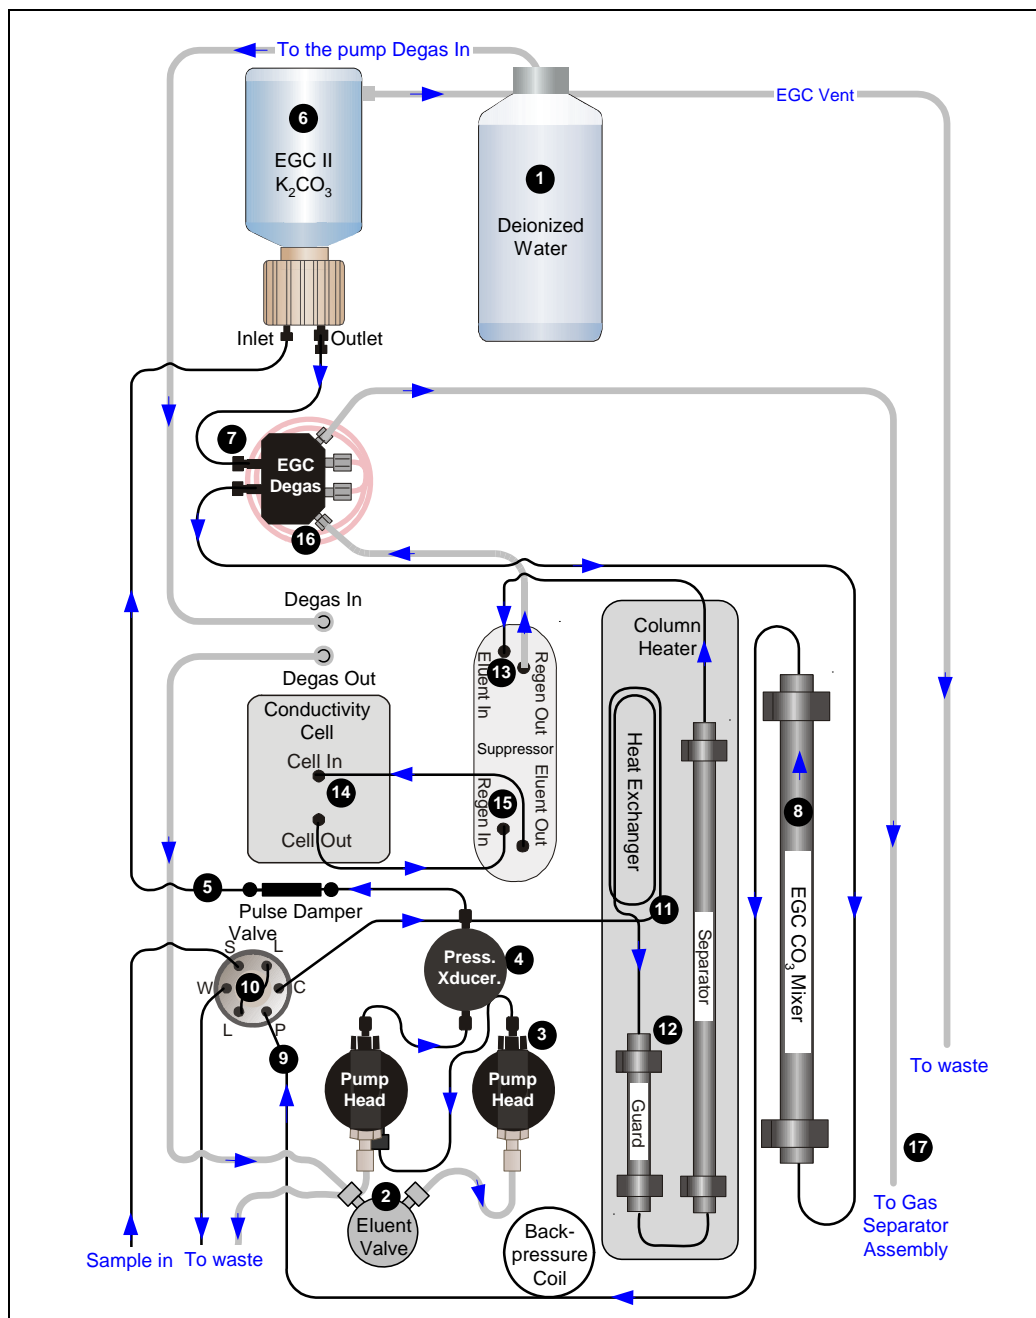 To the pump Degas In
EGC Vent
6
EGC II
K2CO3
1
Deionized
Water
Inlet
Outlet
7
EGC
Degas
16
Degas In
Degas Out
Conductivity
Cell
Cell In
14
Cell Out
13
Eluent In
Regen Out
Suppressor
15
Regen In
Eluent Out
Column
Heater
Heat Exchanger
11
8
EGC CO3 Mixer
Separator
5
Pulse Damper
Valve
S
L
W
10
C
L
P
9
Press.
Xducer.
4
3
Pump
Head
Pump
Head
12
Guard
2
Eluent
Valve
Back-
pressure
Coil
Sample in
To waste
To waste
17
To Gas
Separator
Assembly